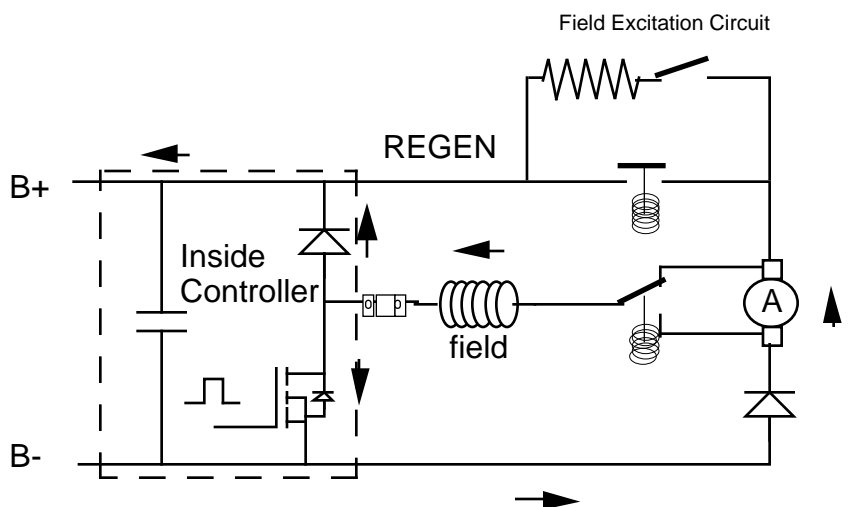 Field Excitation Circuit
REGEN
B+
Inside
Controller
A
field
B-